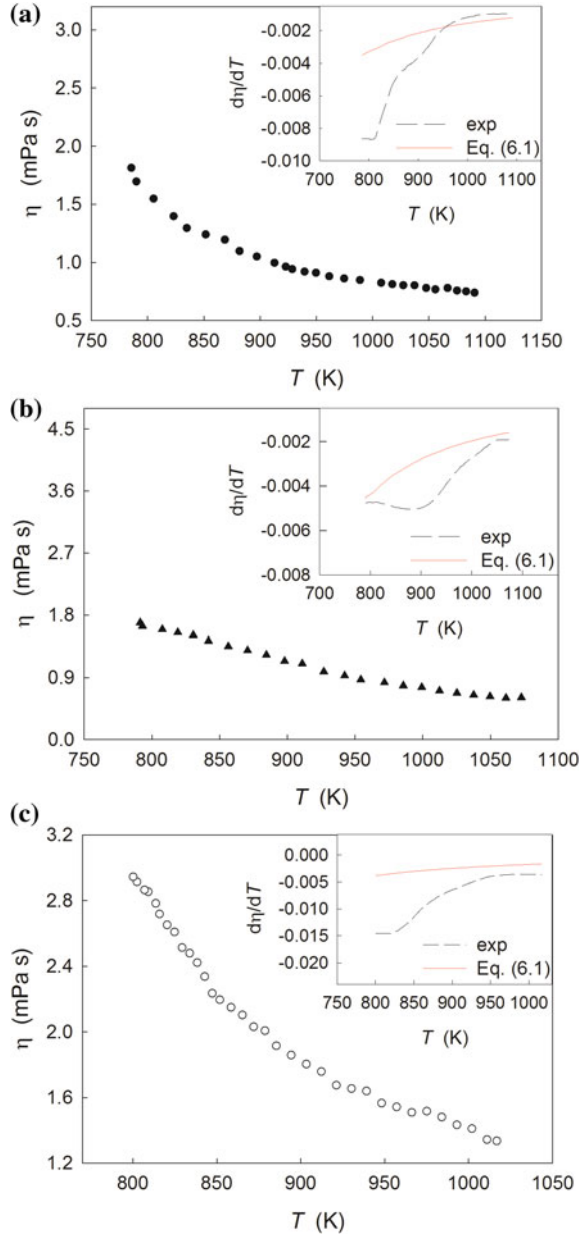 (a)
3.0
2.5
2.0
1.5
1.0
0.5
η (mPa s)
750 800 850 900 950 1000 1050 1100 1150
T (K)
-0.002
-0.004
-0.006
-0.008
-0.010
dη/dT
exp
Eq. (6.1)
700 800 900 1000 1100
T (K)
(b)
4.5
3.6
2.7
1.8
0.9
0.0
η (mPa s)
750 800 850 900 950 1000 1050 1100
T (K)
-0.002
-0.004
-0.006
-0.008
dη/dT
exp
Eq. (6.1)
700 800 900 1000 1100
T (K)
(c)
3.2
2.8
2.4
2.0
1.6
1.2
η (mPa s)
800 850 900 950 1000 1050
T (K)
0.000
-0.005
-0.010
-0.015
-0.020
dη/dT
exp
Eq. (6.1)
750 800 850 900 950 1000
T (K)